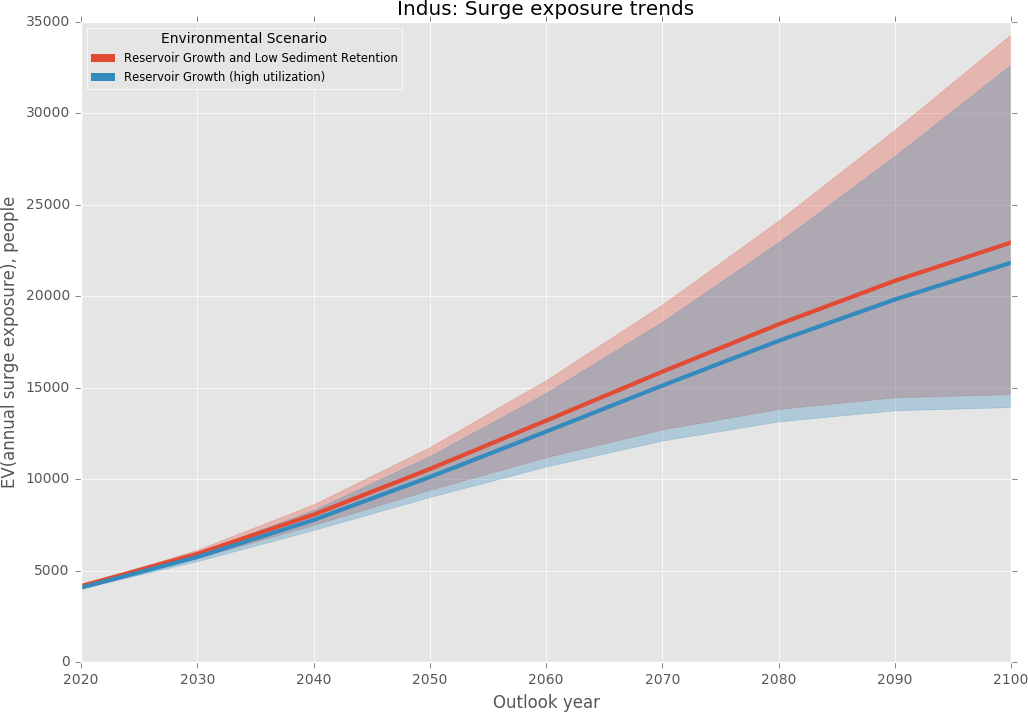 Indus: Surge exposure trends
35000
30000
25000
20000
15000
10000
5000
0
EV(annual surge exposure), people
Environmental Scenario
Reservoir Growth and Low Sediment Retention
Reservoir Growth (high utilization)
2020 2030 2040 2050 2060 2070 2080 2090 2100
Outlook year